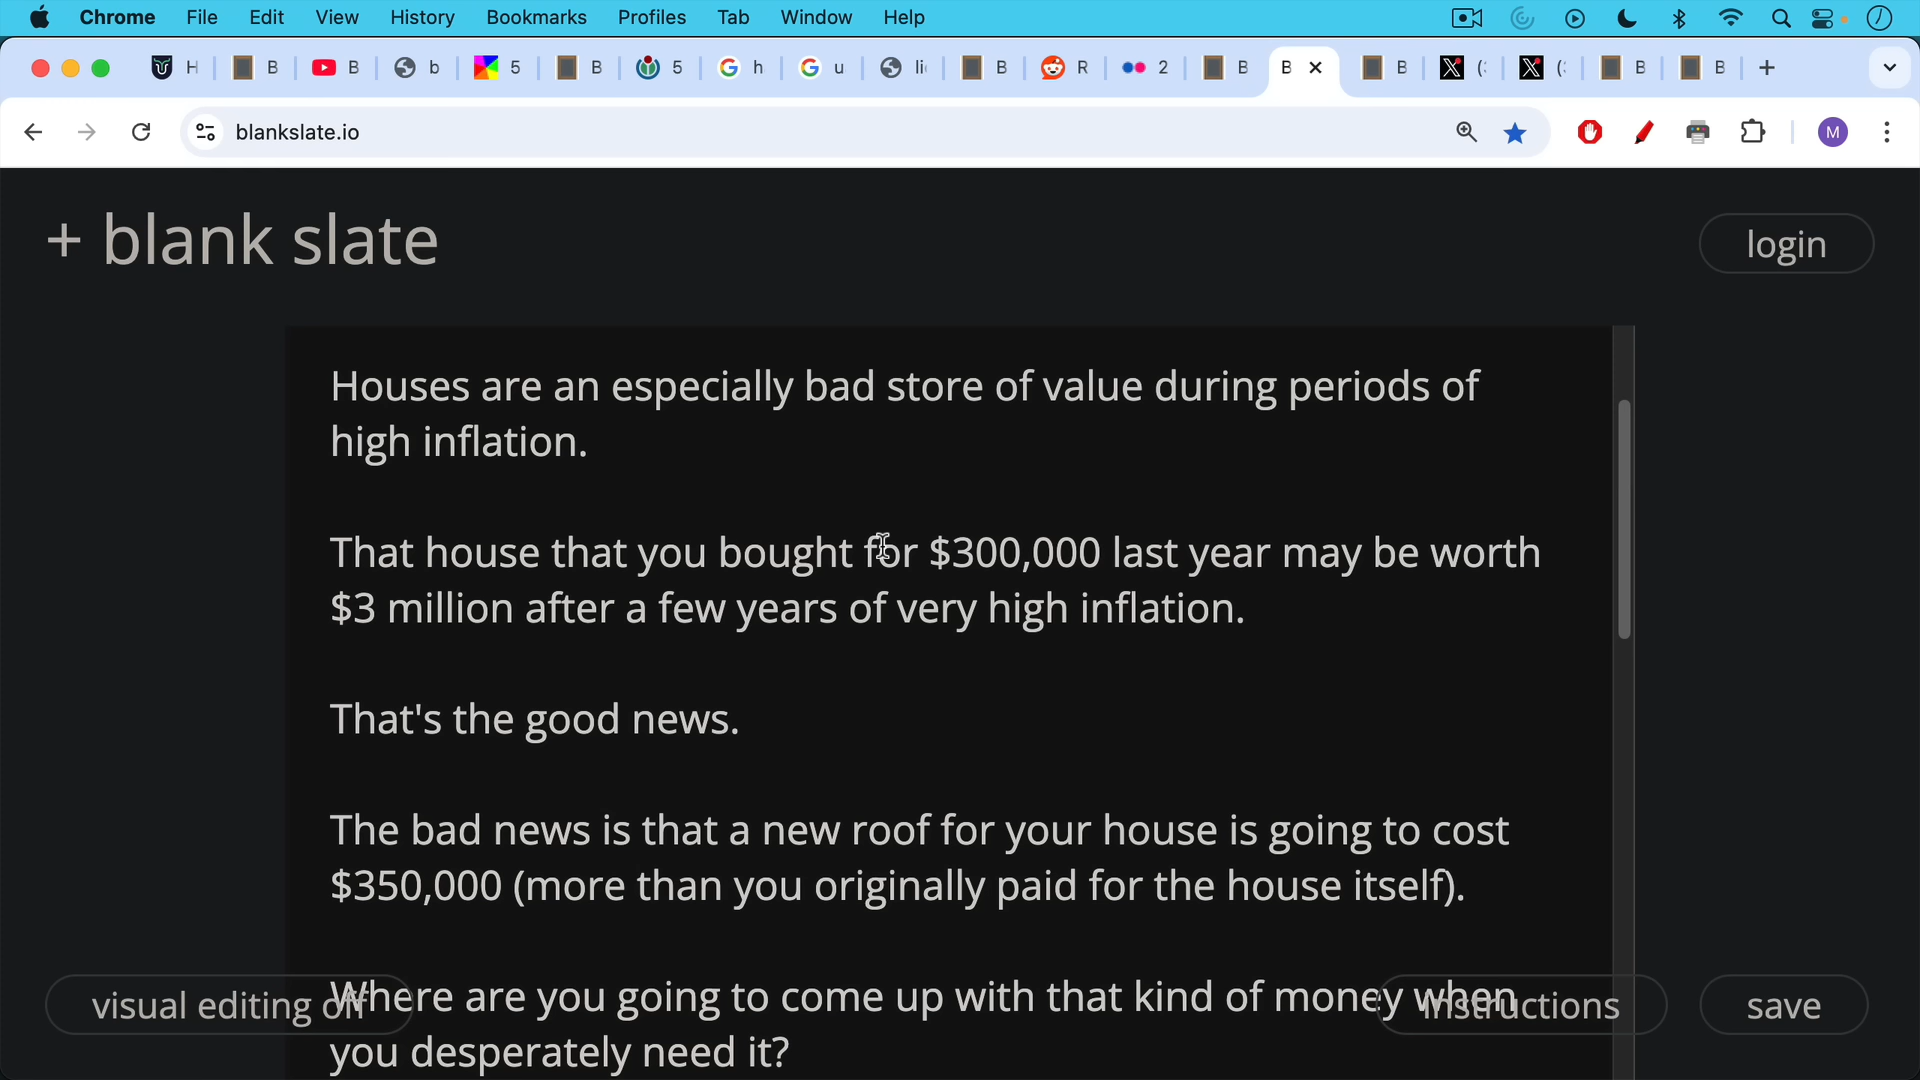 Chrome File Edit View History Bookmarks Profiles Tab Window Help
H B B b 5 B 5 h u li B R 2 B B B (: (: B B
blankslate.io M
+ blank slate login
Houses are an especially bad store of value during periods of
high inflation.
That house that you bought for $300,000 last year may be worth
$3 million after a few years of very high inflation.
That's the good news.
The bad news is that a new roof for your house is going to cost
$350,000 (more than you originally paid for the house itself).
Where are you going to come up with that kind of money when
you desperately need it?
visual editing off instructions save